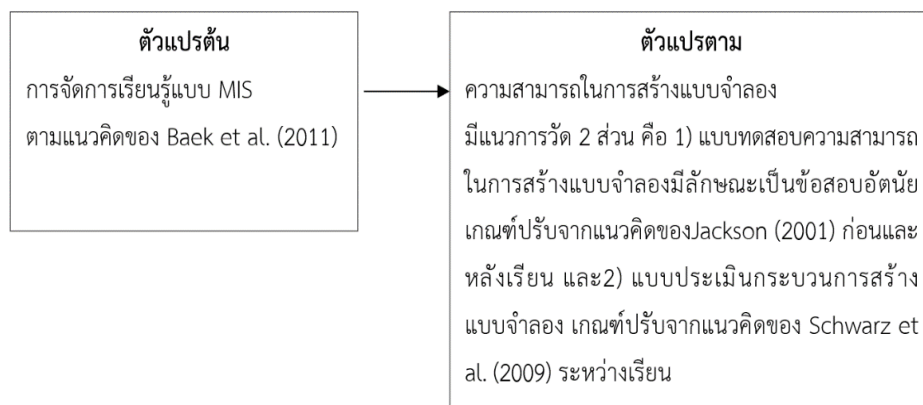 ตัวแปรต้น
การจัดการเรียนรู้แบบ MIS
ตามแนวคิดของ Baek et al. (2011)
ตัวแปรตาม
ความสามารถในการสร้างแบบจำลอง
มีแนวการวัด 2 ส่วน คือ 1) แบบทดสอบความสามารถ
ในการสร้างแบบจำลองมีลักษณะเป็นข้อสอบอัตนัย
เกณฑ์ปรับจากแนวคิดของJackson (2001) ก่อนและ
หลังเรียน และ2) แบบประเมินกระบวนการสร้าง
แบบจำลอง เกณฑ์ปรับจากแนวคิดของ Schwarz et
al. (2009) ระหว่างเรียน